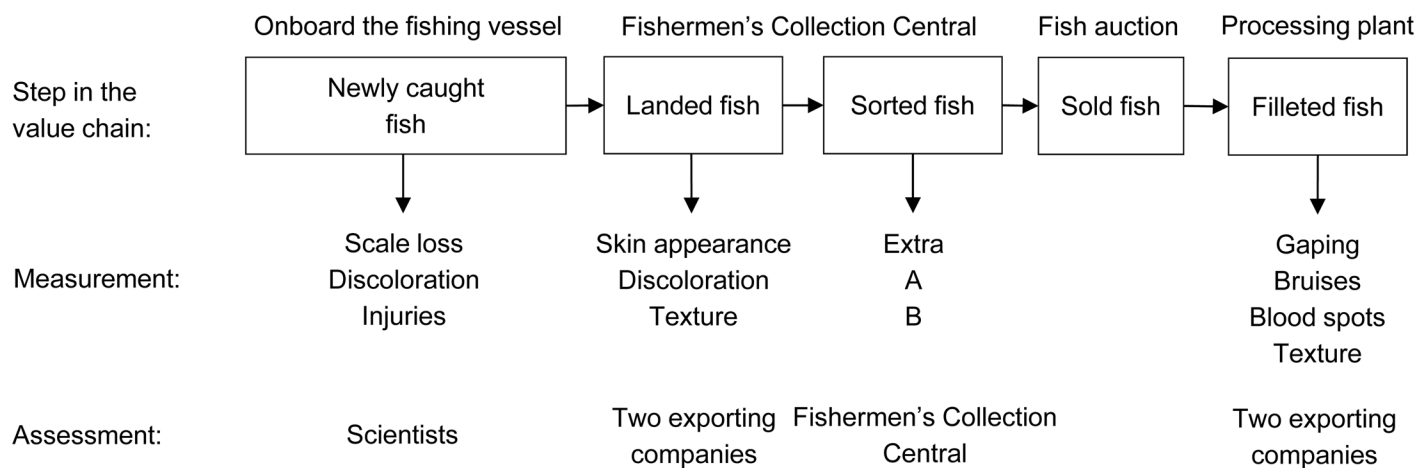 Onboard the fishing vessel
Fishermen’s Collection Central
Fish auction
Processing plant
Step in the
value chain:
Newly caught
fish
Landed fish
Sorted fish
Sold fish
Filleted fish
Measurement:
Scale loss
Discoloration
Injuries
Skin appearance
Discoloration
Texture
Extra
A
B
Gaping
Bruises
Blood spots
Texture
Assessment:
Scientists
Two exporting
companies
Fishermen’s Collection
Central
Two exporting
companies